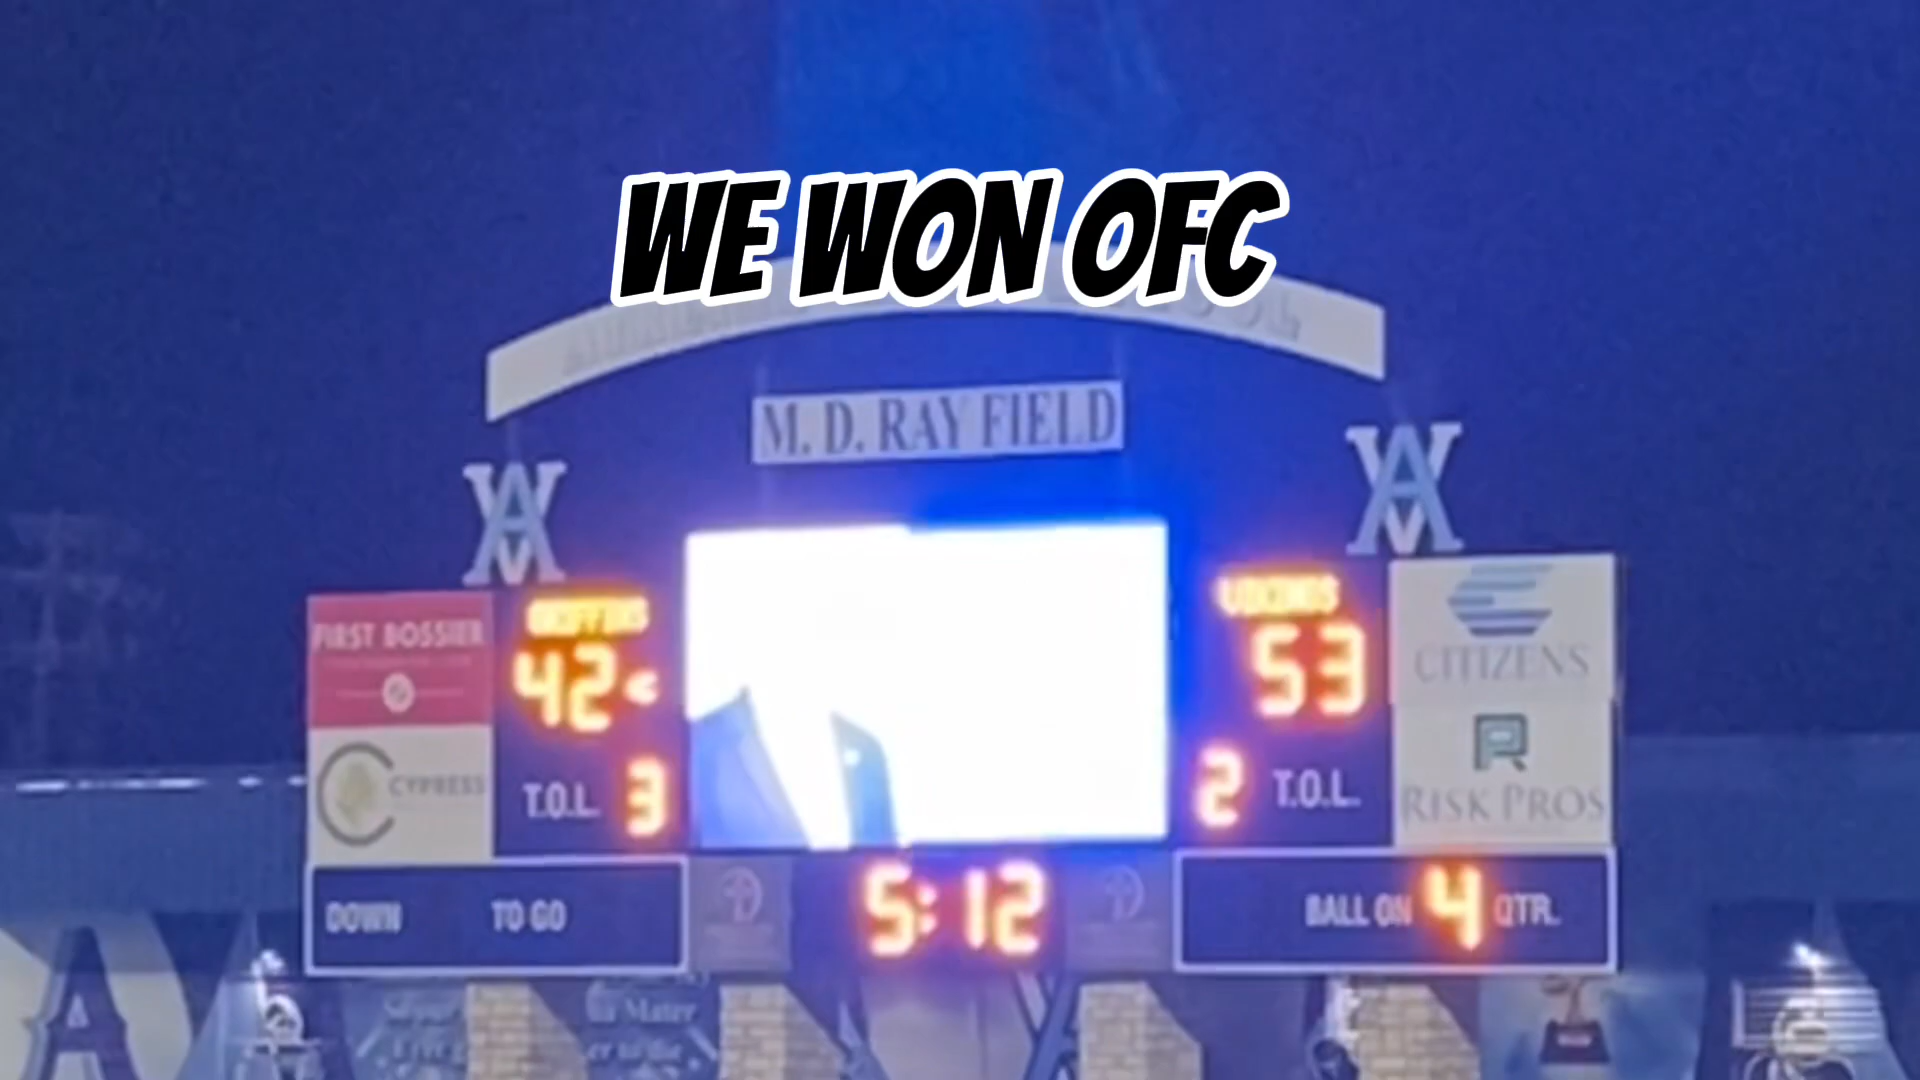 WE WON OFC
M. D. RAY FIELD
FIRST BOSSIER
GRIFFINS
42 <
VIKINGS
53
CITIZENS
CYPRESS
T.O.L. 3
2 T.O.L.
RISK PROS
DOWN TO GO
5:12
BALL ON 4 QTR.